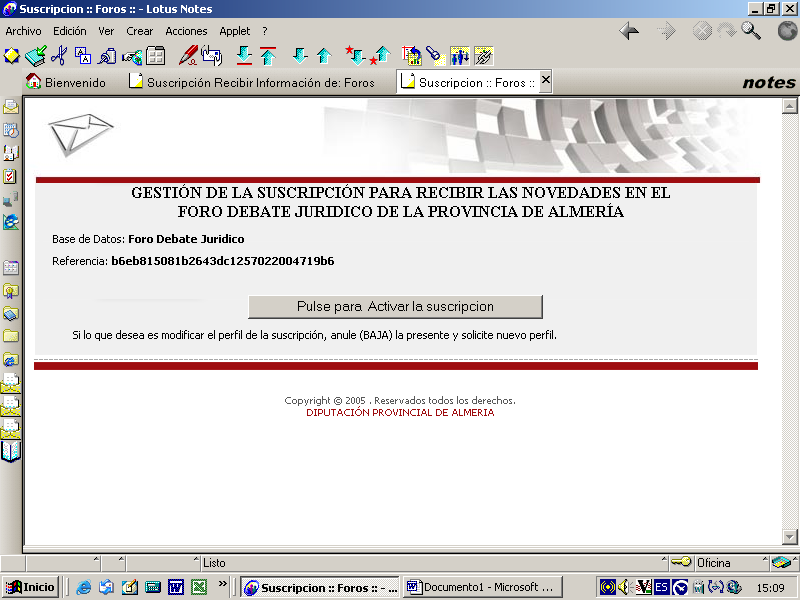 Suscripcion :: Foros :: - Lotus Notes
Archivo Edición Ver Crear Acciones Applet ?
Bienvenido Suscripción Recibir Información de: Foros Suscripcion :: Foros :: notes
GESTIÓN DE LA SUSCRIPCIÓN PARA RECIBIR LAS NOVEDADES EN EL
FORO DEBATE JURIDICO DE LA PROVINCIA DE ALMERÍA
Base de Datos: Foro Debate Juridico
Referencia: b6eb815081b2643dc1257022004719b6
Pulse para Activar la suscripcion
Si lo que desea es modificar el perfil de la suscripción, anule (BAJA) la presente y solicite nuevo perfil.
Copyright © 2005 . Reservados todos los derechos.
DIPUTACIÓN PROVINCIAL DE ALMERIA
Listo Oficina
Inicio » Suscripcion :: Foros :: - ... Documento1 - Microsoft ... ES 15:09